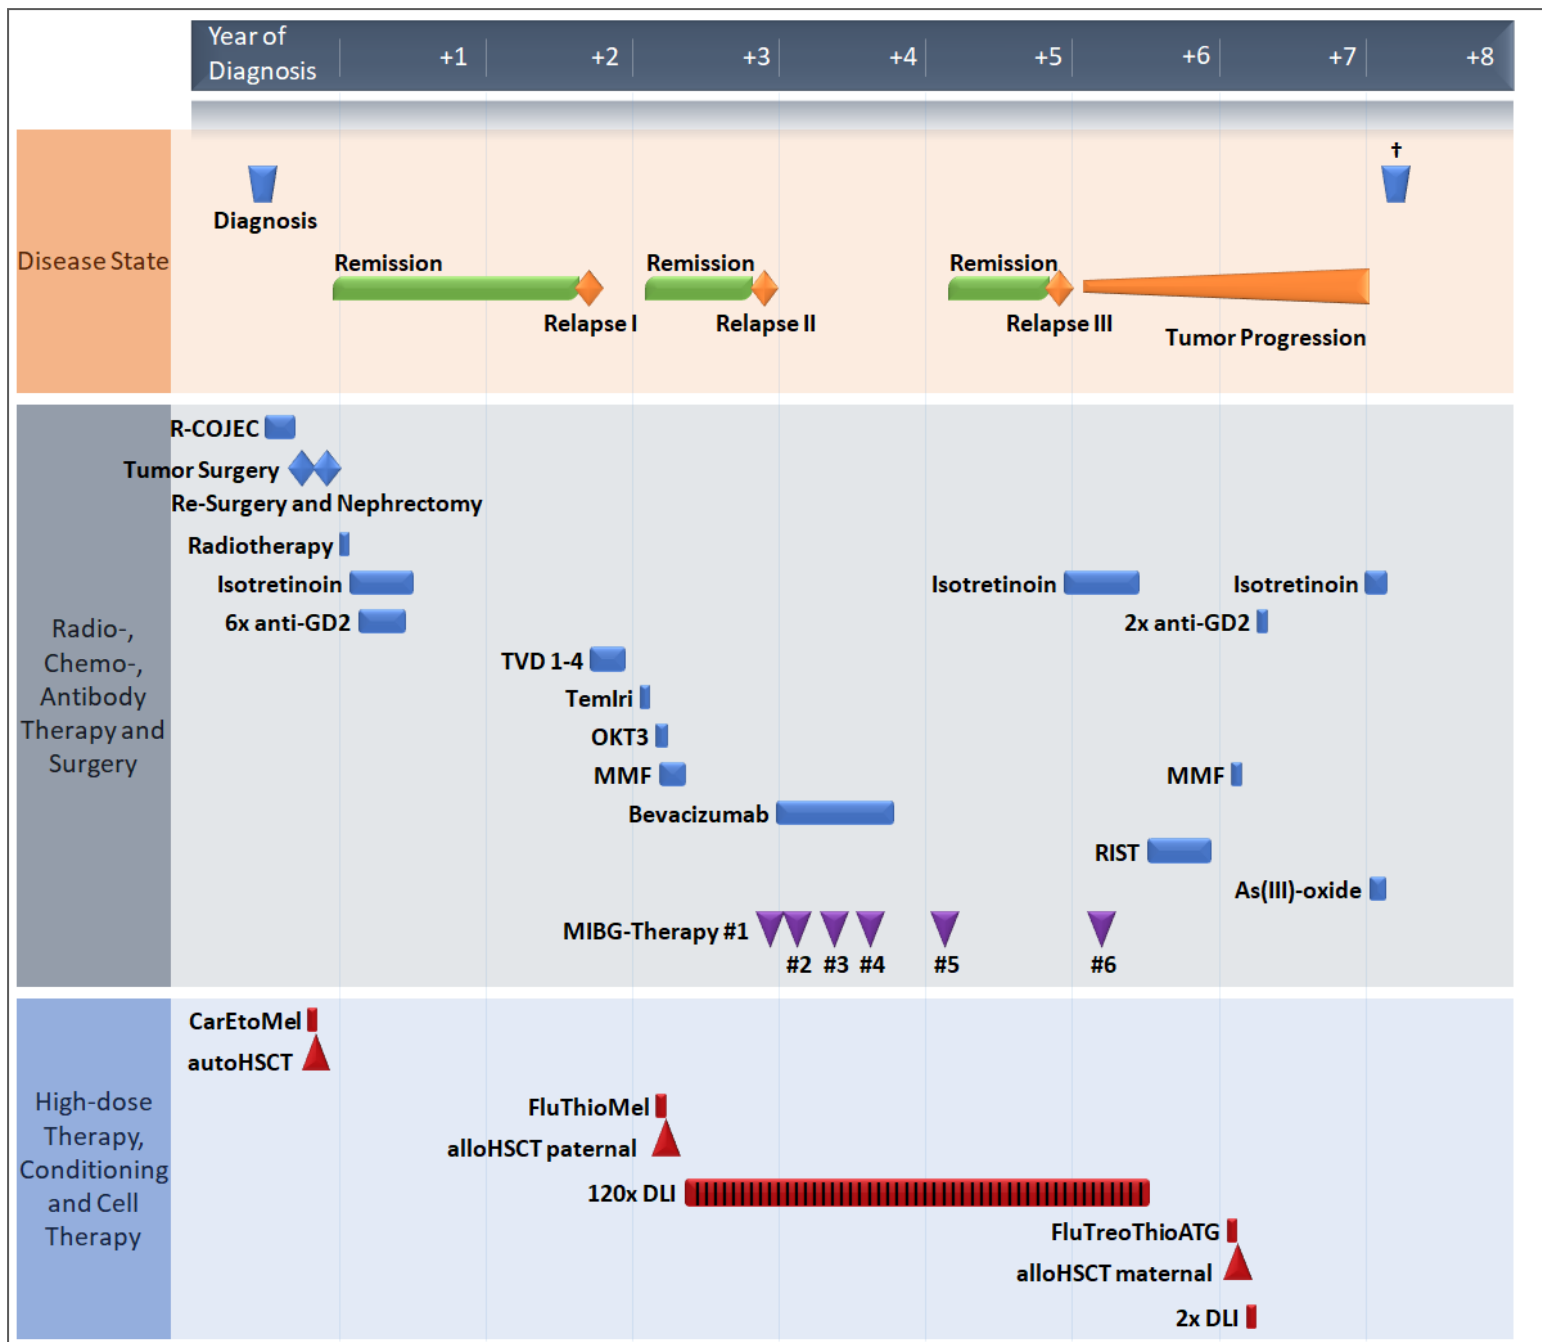 Year of
Diagnosis
+1
+2
+3
+4
+5
+6
+7
+8
Disease State
†
Diagnosis
Remission
Remission
Remission
Relapse I
Relapse II
Relapse III
Tumor Progression
Radio-,
Chemo-,
Antibody
Therapy and
Surgery
R-COJEC
Tumor Surgery
Re-Surgery and Nephrectomy
Radiotherapy
Isotretinoin
Isotretinoin
Isotretinoin
6x anti-GD2
2x anti-GD2
TVD 1-4
TemIri
OKT3
MMF
MMF
Bevacizumab
RIST
As(III)-oxide
MIBG-Therapy #1
#2
#3
#4
#5
#6
High-dose
Therapy,
Conditioning
and Cell
Therapy
CarEtoMel
autoHSCT
FluThioMel
alloHSCT paternal
120x DLI
FluTreoThioATG
alloHSCT maternal
2x DLI